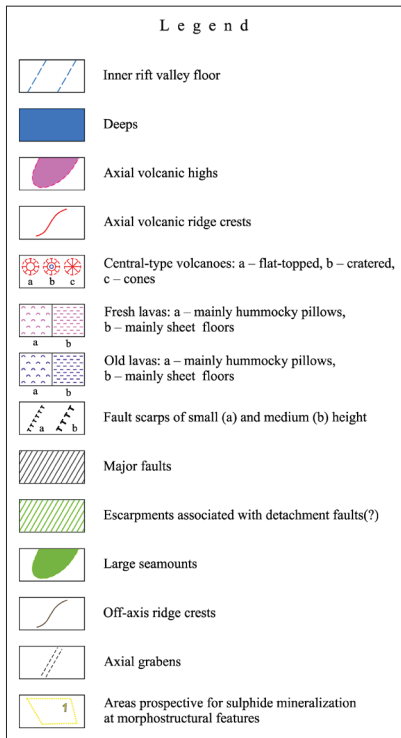 Legend
Inner rift valley floor
Deeps
Axial volcanic highs
Axial volcanic ridge crests
Central-type volcanoes: a – flat-topped, b – cratered,
c – cones
a b c
Fresh lavas: a – mainly hummocky pillows,
b – mainly sheet floors
a b
Old lavas: a – mainly hummocky pillows,
b – mainly sheet floors
a b
Fault scarps of small (a) and medium (b) height
a b
Major faults
Escarpments associated with detachment faults(?)
Large seamounts
Off-axis ridge crests
Axial grabens
1
Areas prospective for sulphide mineralization
at morphostructural features